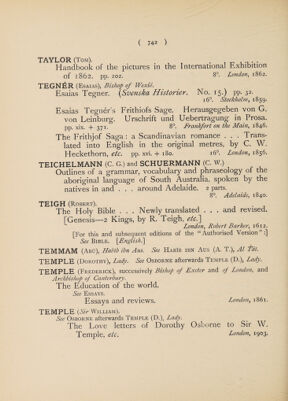 ( 742 )
TAYLOR (Tom).
Handbook of the pictures in the International Exhibition
of 1862. pp. 202. 8°. London, 1862.
TEGNÉR (Esaias), Bishop of Wexiö.
Esaias Tegner. (Svenska Historier. No. 15.) pp. 32.
16°. Stockholm, 1859.
Esaias Tegnér's Frithiofs Sage. Herausgegeben von G.
von Leinburg. Urschrift und Uebertragung in Prosa.
pp. xix. + 371. 8°. Frankfort on the Main, 1846.
The Frithjof Saga: a Scandinavian romance . . . Trans-
lated into English in the original metres, by C. W.
Heckethorn, etc. pp. xvi. + 180. 16°. London, 1856.
TEICHELMANN (C. G.) and SCHUERMANN (C. W.)
Outlines of a grammar, vocabulary and phraseology of the
aboriginal language of South Australia, spoken by the
natives in and . . . around Adelaide. 2 parts.
8°. Adelaide, 1840.
TEIGH (Robert).
The Holy Bible . . . Newly translated . . . and revised.
[Genesis—2 Kings, by R. Teigh, etc.]
London, Robert Barker, 1612.
[For this and subsequent editions of the "Authorised Version":]
See Bible. [English.]
TEMMAM (Abu), Habib ibn Aus. See Habib ibn Aus (A. T.), Al Táï.
TEMPLE (Dorothy), Lady. See Osborne afterwards Temple (D.), Lady.
TEMPLE (Frederick), successively Bishop of Exeter and of London, and
Archbishop of Canterbury.
The Education of the world.
See Essays.
Essays and reviews. London, 1861.
TEMPLE (Sir William).
See Osborne afterwards Temple (D.), Lady.
The Love letters of Dorothy Osborne to Sir W.
Temple, etc. London, 1903.